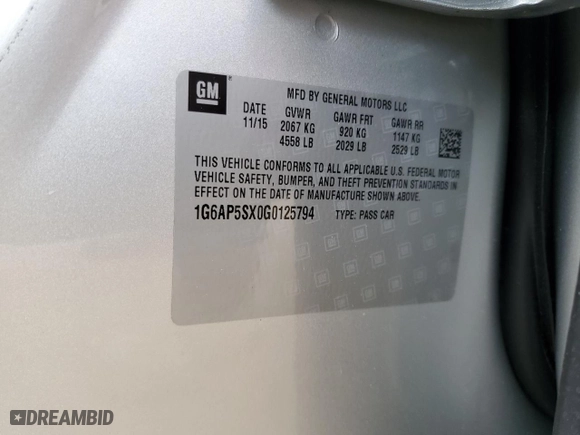 GM
MFD BY GENERAL MOTORS LLC
DATE GVWR GAWR FRT GAWR RR
11/15 2067 KG 920 KG 1147 KG
4558 LB 2029 LB 2529 LB
THIS VEHICLE CONFORMS TO ALL APPLICABLE U.S. FEDERAL MOTOR
VEHICLE SAFETY, BUMPER, AND THEFT PREVENTION STANDARDS IN
EFFECT ON THE DATE OF MANUFACTURE SHOWN ABOVE.
1G6AP5SX0G0125794 TYPE: PASS CAR
DREAMBID